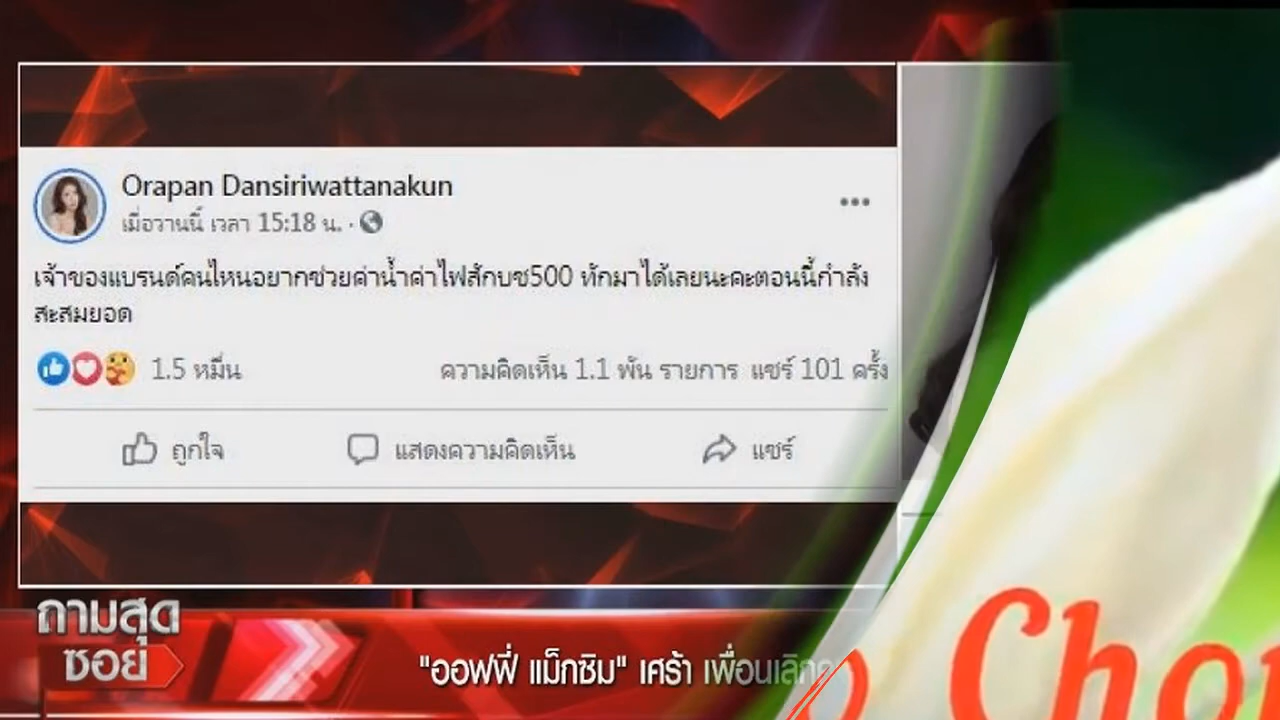 Orapan Dansiriwattanakun
เมื่อวานนี้ เวลา 15:18 น. ·
เจ้าของแบรนด์คนไหนอยากช่วยค่าน้ำค่าไฟสักบช500 ทักมาได้เลยนะคะตอนนี้กำลัง
สะสมยอด
1.5 หมื่น ความคิดเห็น 1.1 พัน รายการ แชร์ 101 ครั้ง
ถูกใจ แสดงความคิดเห็น แชร์
ถามสุด
ซอย
"ออฟฟี่ แม็กซิม" เศร้า เพื่อนเลิก